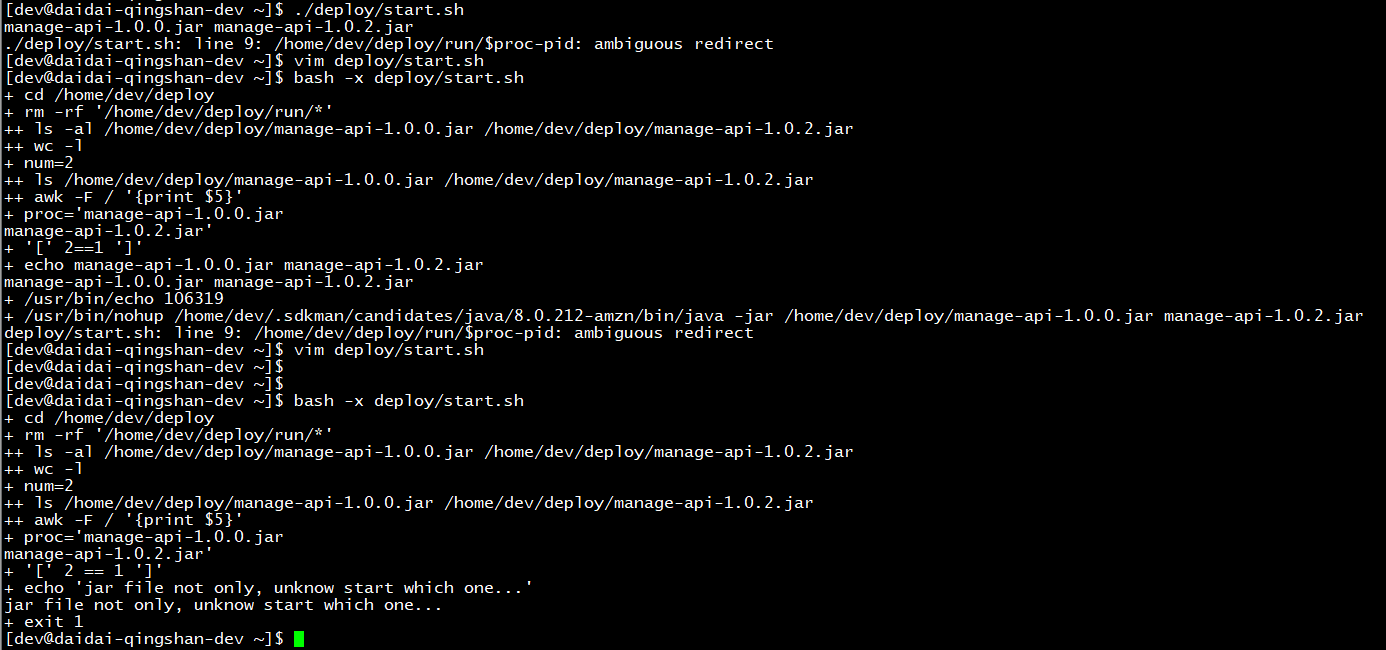 [dev@daidai-qingshan-dev ~]$ ./deploy/start.sh
manage-api-1.0.0.jar manage-api-1.0.2.jar
./deploy/start.sh: line 9: /home/dev/deploy/run/$proc-pid: ambiguous redirect
[dev@daidai-qingshan-dev ~]$ vim deploy/start.sh
[dev@daidai-qingshan-dev ~]$ bash -x deploy/start.sh
+ cd /home/dev/deploy
+ rm -rf '/home/dev/deploy/run/*'
++ ls -al /home/dev/deploy/manage-api-1.0.0.jar /home/dev/deploy/manage-api-1.0.2.jar
++ wc -l
+ num=2
++ ls /home/dev/deploy/manage-api-1.0.0.jar /home/dev/deploy/manage-api-1.0.2.jar
++ awk -F / '{print $5}'
+ proc='manage-api-1.0.0.jar
manage-api-1.0.2.jar'
+ '[' 2==1 ']'
+ echo manage-api-1.0.0.jar manage-api-1.0.2.jar
manage-api-1.0.0.jar manage-api-1.0.2.jar
+ /usr/bin/echo 106319
+ /usr/bin/nohup /home/dev/.sdkman/candidates/java/8.0.212-amzn/bin/java -jar /home/dev/deploy/manage-api-1.0.0.jar manage-api-1.0.2.jar
deploy/start.sh: line 9: /home/dev/deploy/run/$proc-pid: ambiguous redirect
[dev@daidai-qingshan-dev ~]$ vim deploy/start.sh
[dev@daidai-qingshan-dev ~]$
[dev@daidai-qingshan-dev ~]$
[dev@daidai-qingshan-dev ~]$ bash -x deploy/start.sh
+ cd /home/dev/deploy
+ rm -rf '/home/dev/deploy/run/*'
++ ls -al /home/dev/deploy/manage-api-1.0.0.jar /home/dev/deploy/manage-api-1.0.2.jar
++ wc -l
+ num=2
++ ls /home/dev/deploy/manage-api-1.0.0.jar /home/dev/deploy/manage-api-1.0.2.jar
++ awk -F / '{print $5}'
+ proc='manage-api-1.0.0.jar
manage-api-1.0.2.jar'
+ '[' 2 == 1 ']'
+ echo 'jar file not only, unknow start which one...'
jar file not only, unknow start which one...
+ exit 1
[dev@daidai-qingshan-dev ~]$